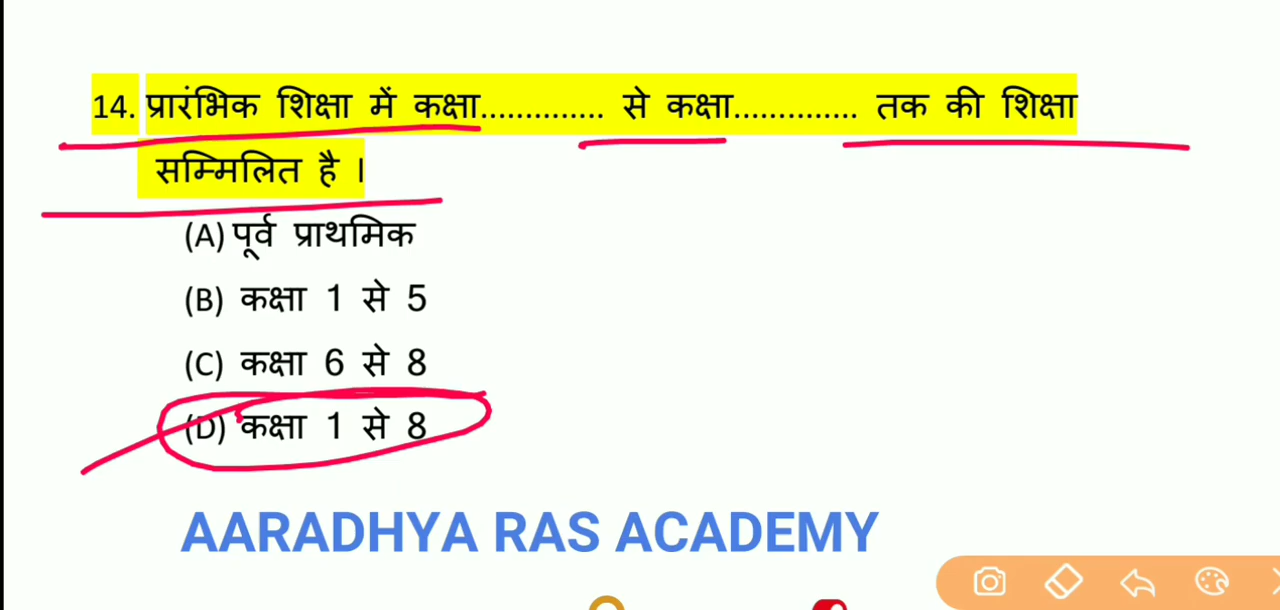 14. प्रारंभिक शिक्षा में कक्षा.............. से कक्षा.............. तक की शिक्षा
सम्मिलित है ।
(A) पूर्व प्राथमिक
(B) कक्षा 1 से 5
(C) कक्षा 6 से 8
(D) कक्षा 1 से 8
AARADHYA RAS ACADEMY